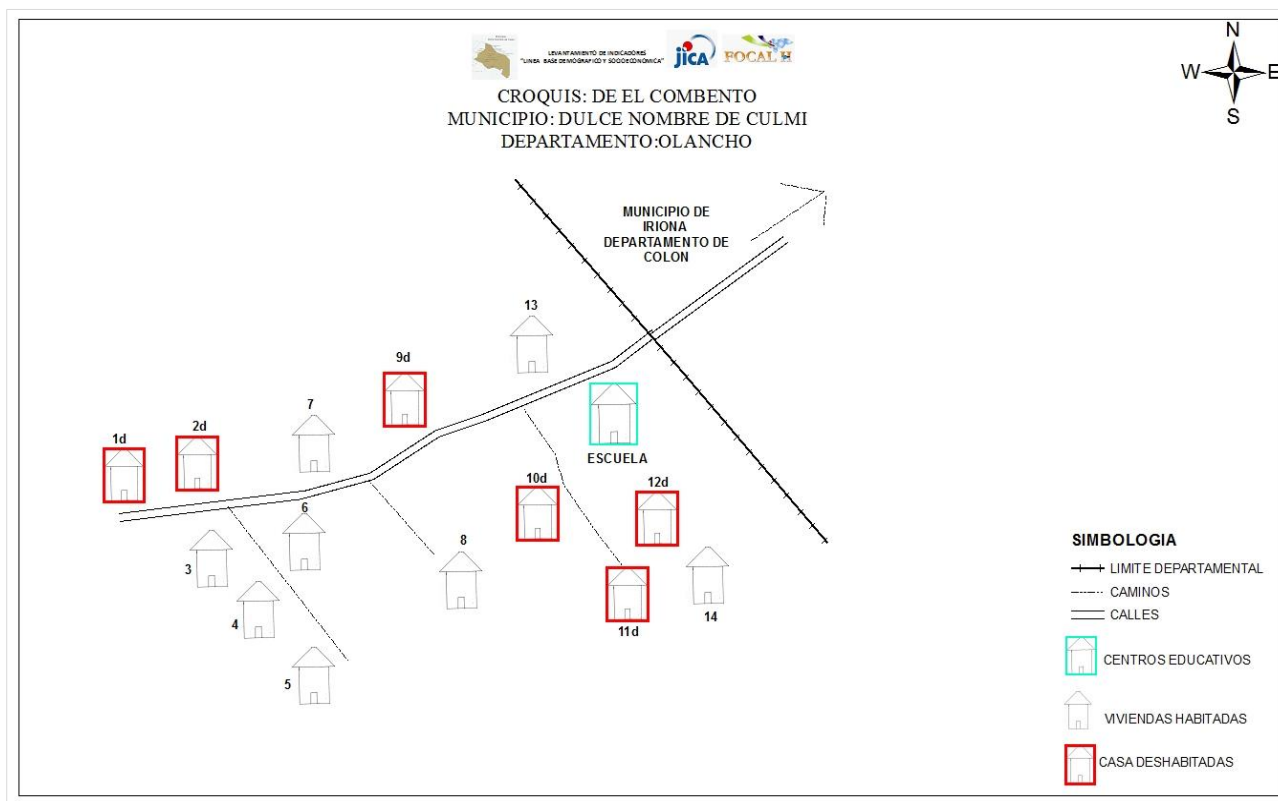 LEVANTAMIENTO DE INDICADORES
"LINEA BASE DEMOGRAFICO Y SOCIOECONÓMICA"
jICA
FOCAL II
CROQUIS: DE EL COMBENTO
MUNICIPIO: DULCE NOMBRE DE CULMI
DEPARTAMENTO:OLANCHO
N
W
E
S
MUNICIPIO DE
IRIONA
DEPARTAMENTO DE
COLON
13
9d
7
2d
1d
ESCUELA
10d
12d
6
8
3
4
11d
14
5
SIMBOLOGIA
LIMITE DEPARTAMENTAL
CAMINOS
CALLES
CENTROS EDUCATIVOS
VIVIENDAS HABITADAS
CASA DESHABITADAS